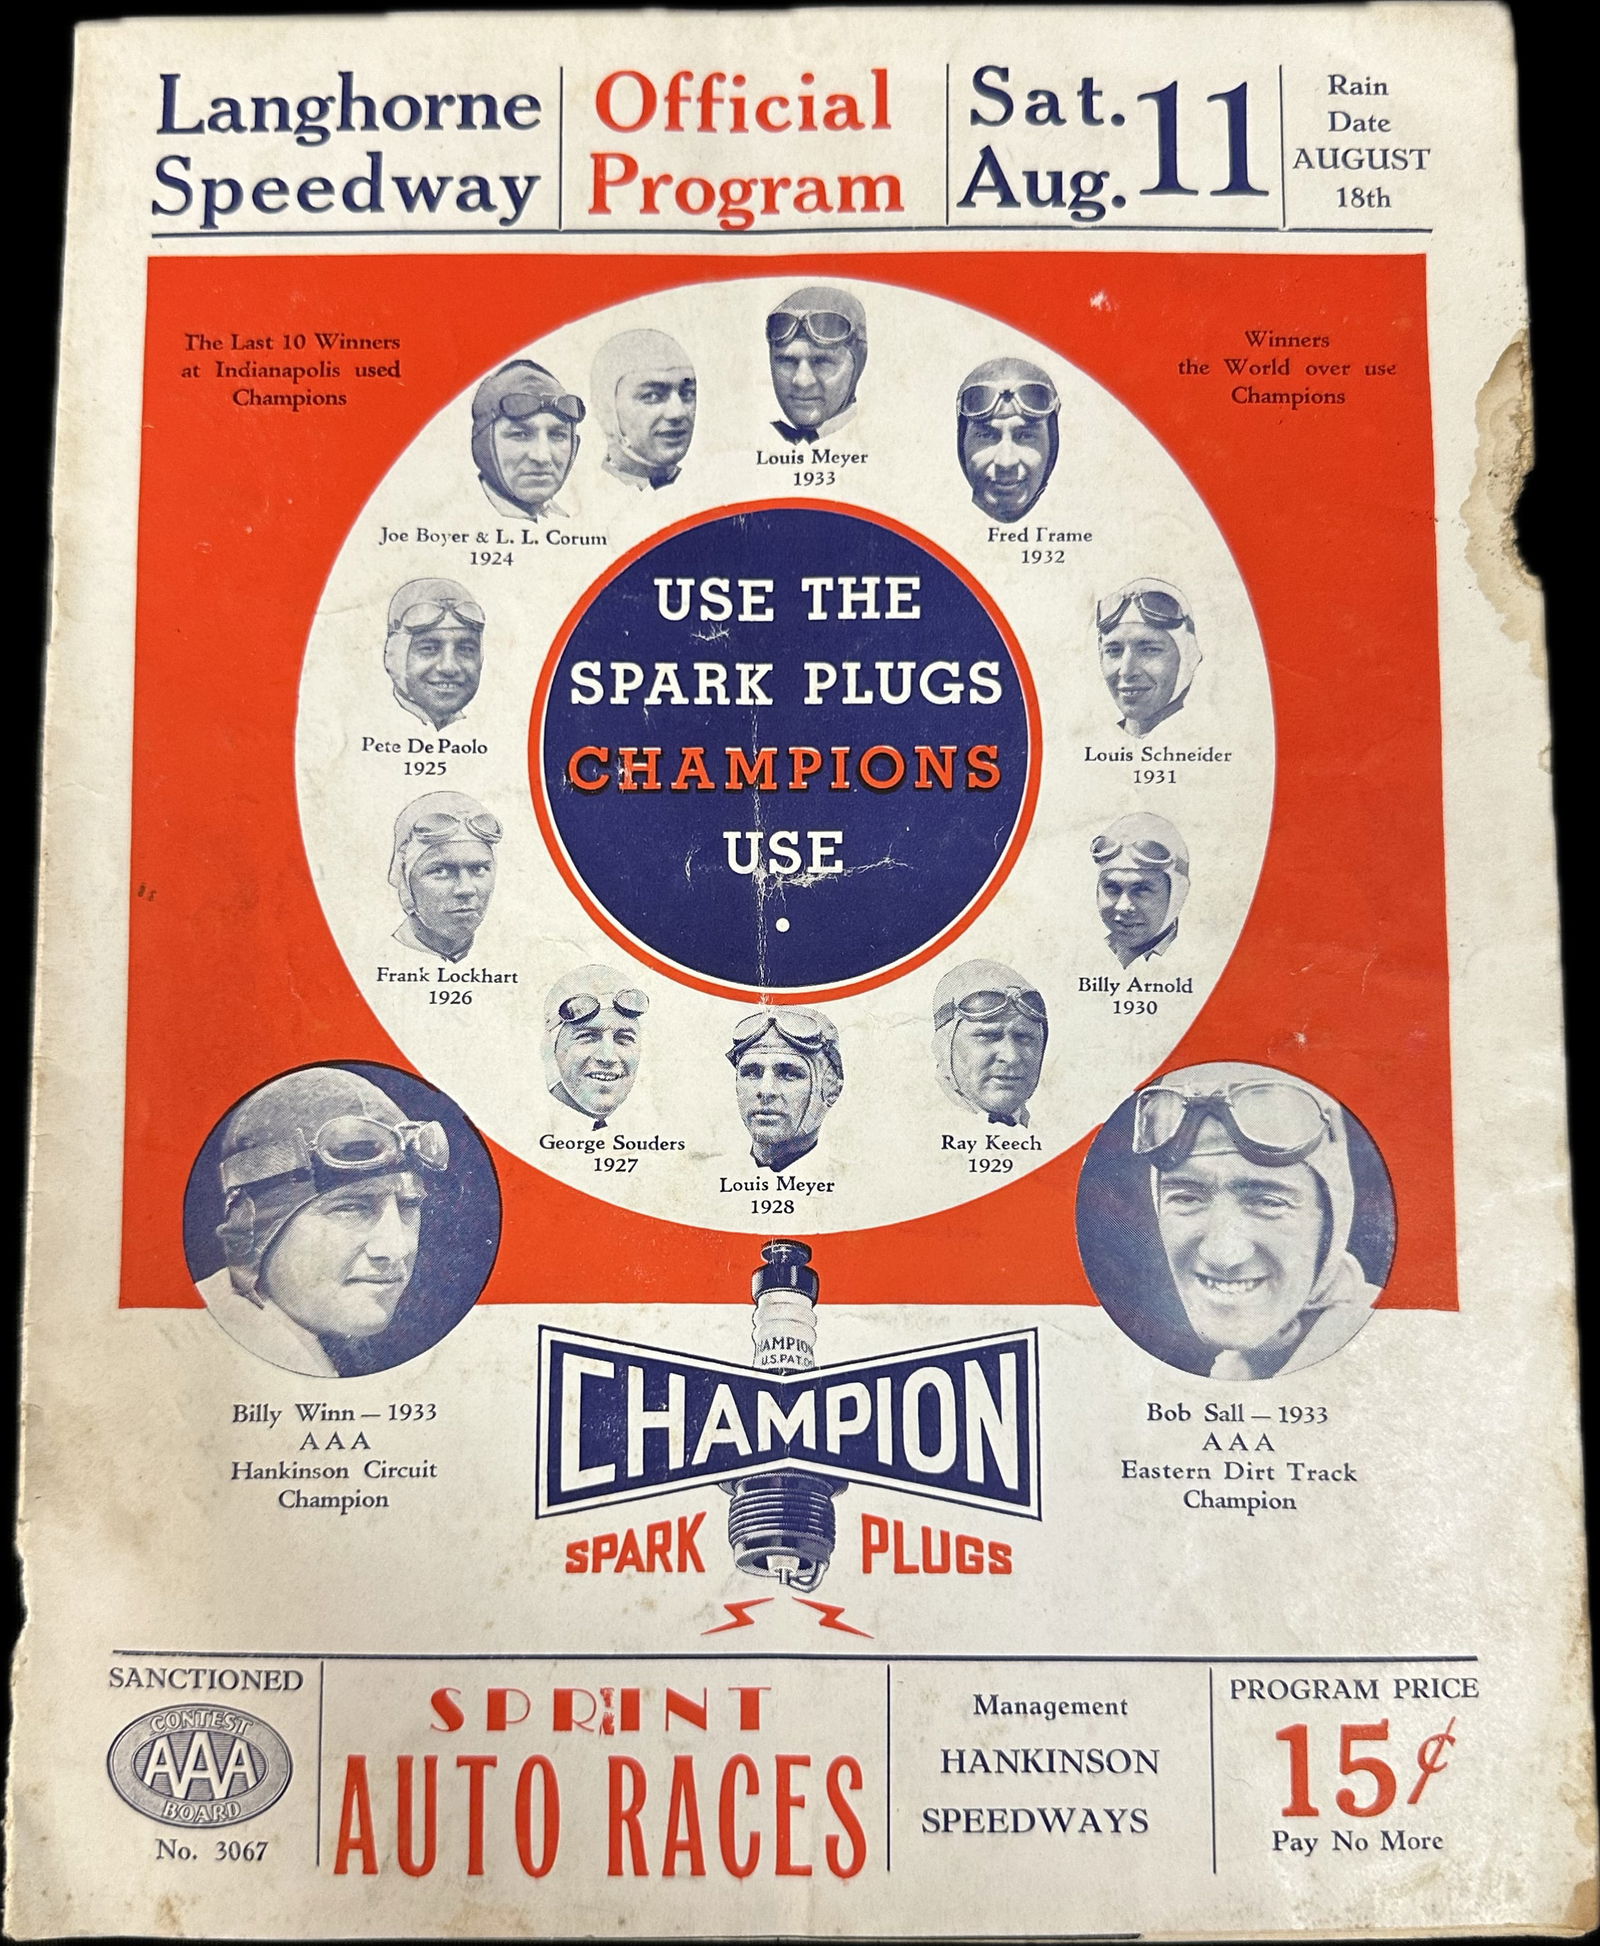 Langhorne
Speedway
Official
Program
Sat.
Aug. 11
Rain
Date
AUGUST
18th
The Last 10 Winners
at Indianapolis used
Champions
Winners
the World over use
Champions
Louis Meyer
1933
Joe Boyer & L. L. Corum
1924
Fred Frame
1932
Pete De Paolo
1925
Louis Schneider
1931
Frank Lockhart
1926
Billy Arnold
1930
George Souders
1927
Louis Meyer
1928
Ray Keech
1929
USE THE
SPARK PLUGS
CHAMPIONS
USE
Billy Winn — 1933
A A A
Hankinson Circuit
Champion
Bob Sall — 1933
A A A
Eastern Dirt Track
Champion
HAMPION
U.S.PAT.O
CHAMPION
SPARK PLUGS
SANCTIONED
CONTEST
AAA
BOARD
No. 3067
SPRINT
AUTO RACES
Management
HANKINSON
SPEEDWAYS
PROGRAM PRICE
15¢
Pay No More